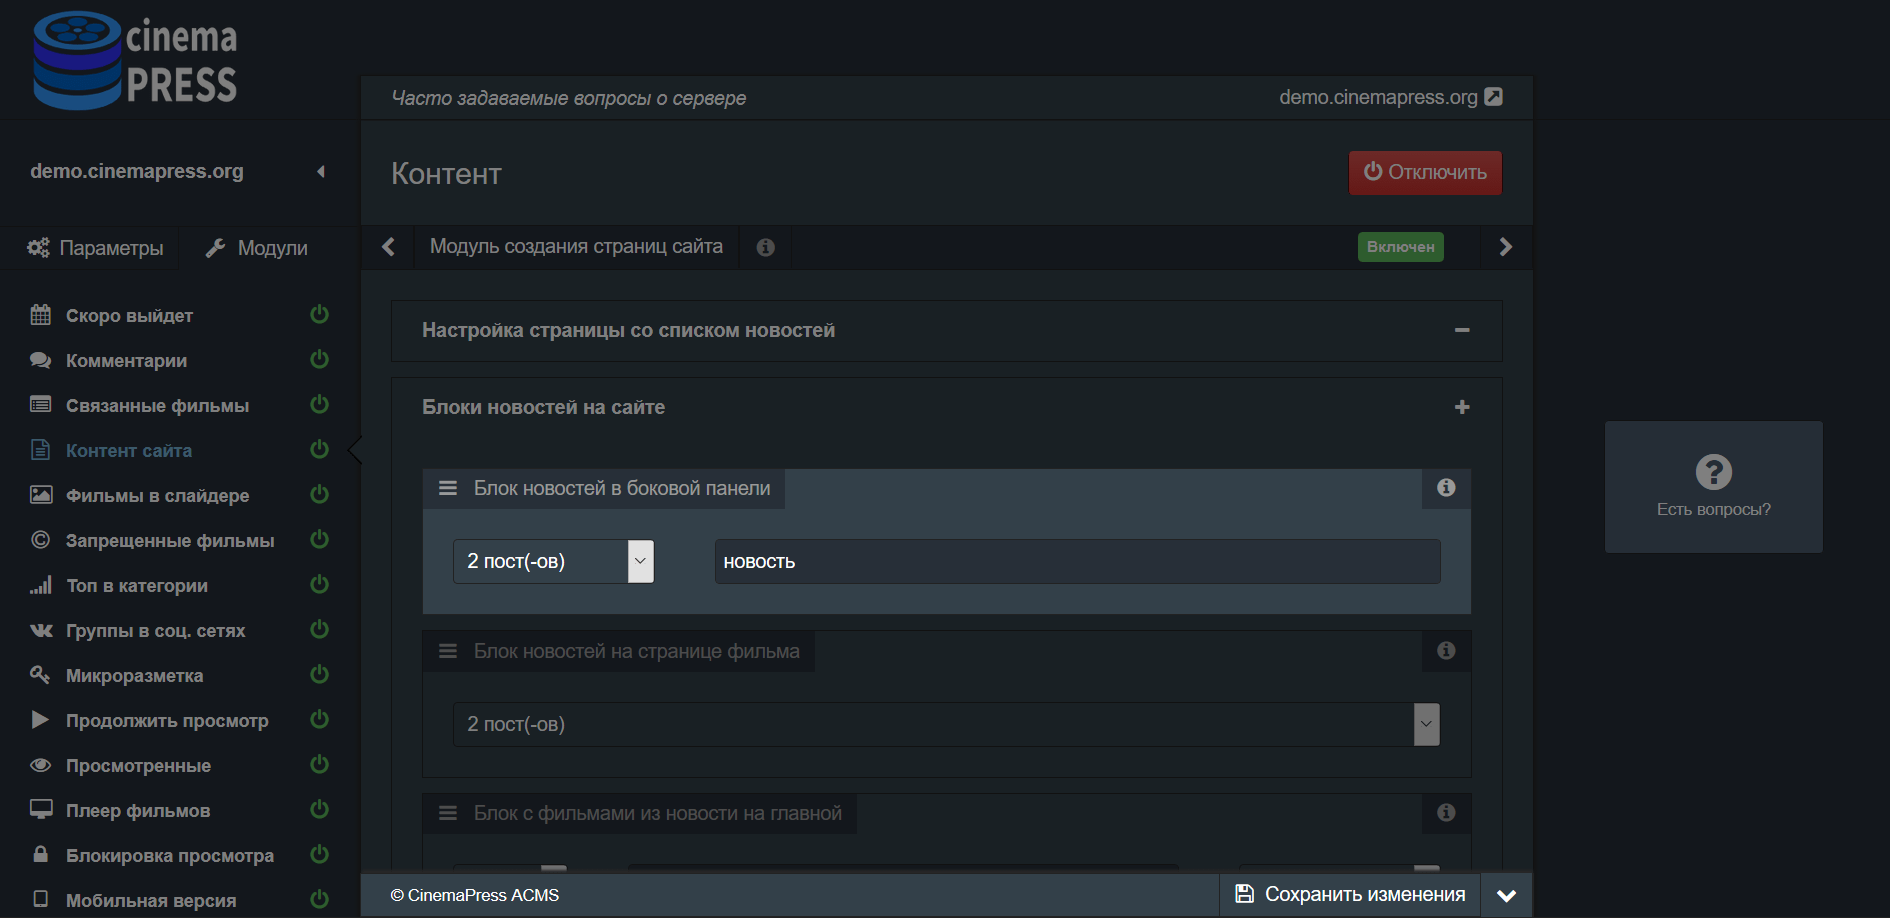 cinema
PRESS
Часто задаваемые вопросы о сервере
demo.cinemapress.org
demo.cinemapress.org
Контент
Отключить
Параметры
Модули
Модуль создания страниц сайта
Включен
Скоро выйдет
Комментарии
Связанные фильмы
Контент сайта
Фильмы в слайдере
Запрещенные фильмы
Топ в категории
Группы в соц. сетях
Микроразметка
Продолжить просмотр
Просмотренные
Плеер фильмов
Блокировка просмотра
Мобильная версия
Настройка страницы со списком новостей
Блоки новостей на сайте
Блок новостей в боковой панели
2 пост(-ов)
новость
Блок новостей на странице фильма
2 пост(-ов)
Блок с фильмами из новости на главной
Есть вопросы?
© CinemaPress ACMS
Сохранить изменения